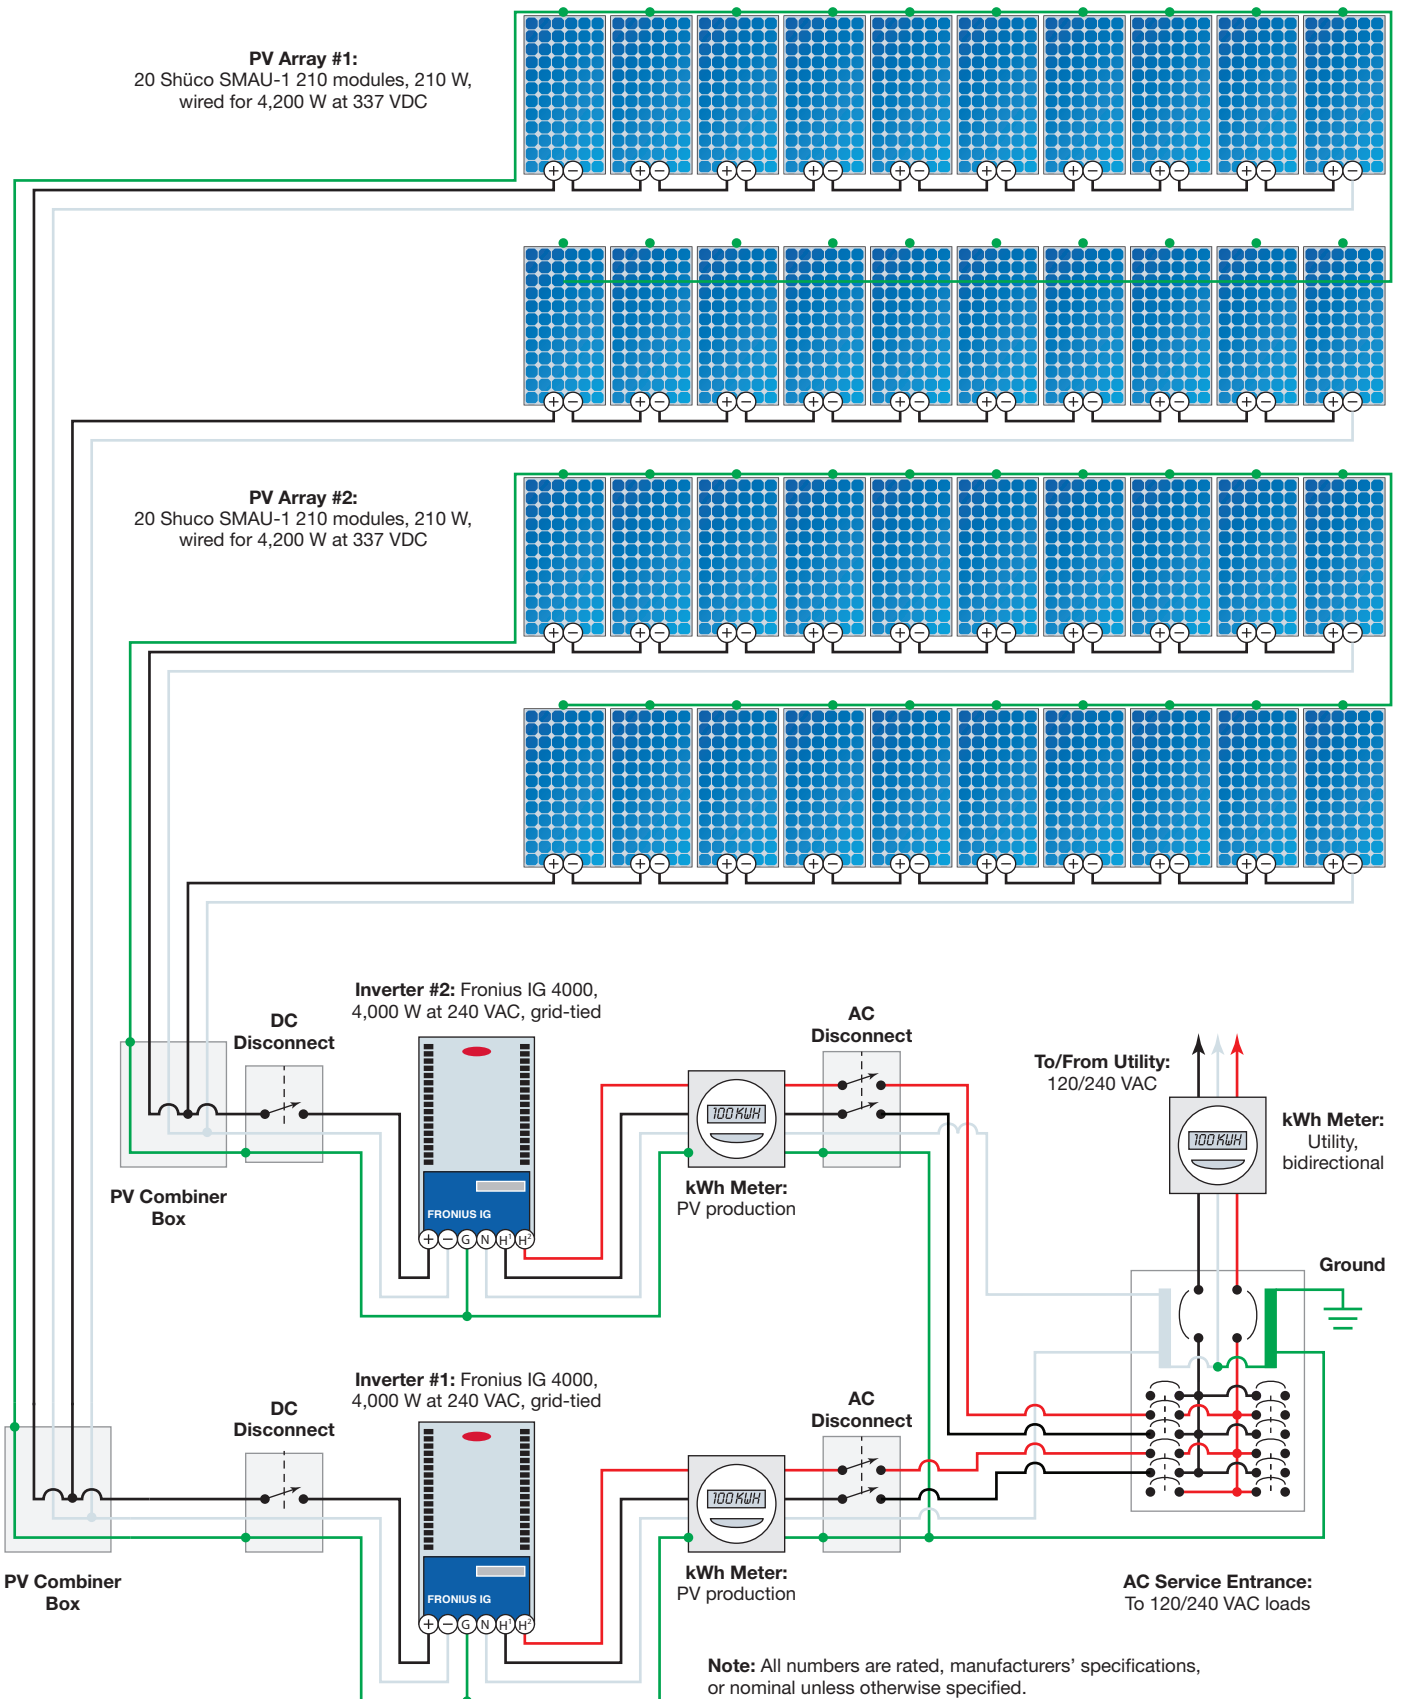 PV Array #1:
20 Shüco SMAU-1 210 modules, 210 W,
wired for 4,200 W at 337 VDC
PV Array #2:
20 Shuco SMAU-1 210 modules, 210 W,
wired for 4,200 W at 337 VDC
Inverter #2: Fronius IG 4000,
4,000 W at 240 VAC, grid-tied
DC
Disconnect
AC
Disconnect
To/From Utility:
120/240 VAC
100 KWH
kWh Meter:
Utility,
bidirectional
100 KWH
PV Combiner
Box
kWh Meter:
PV production
FRONIUS IG
+ − G N H¹ H²
Ground
Inverter #1: Fronius IG 4000,
4,000 W at 240 VAC, grid-tied
DC
Disconnect
AC
Disconnect
100 KWH
PV Combiner
Box
kWh Meter:
PV production
FRONIUS IG
+ − G N H¹ H²
AC Service Entrance:
To 120/240 VAC loads
Note: All numbers are rated, manufacturers’ specifications,
or nominal unless otherwise specified.